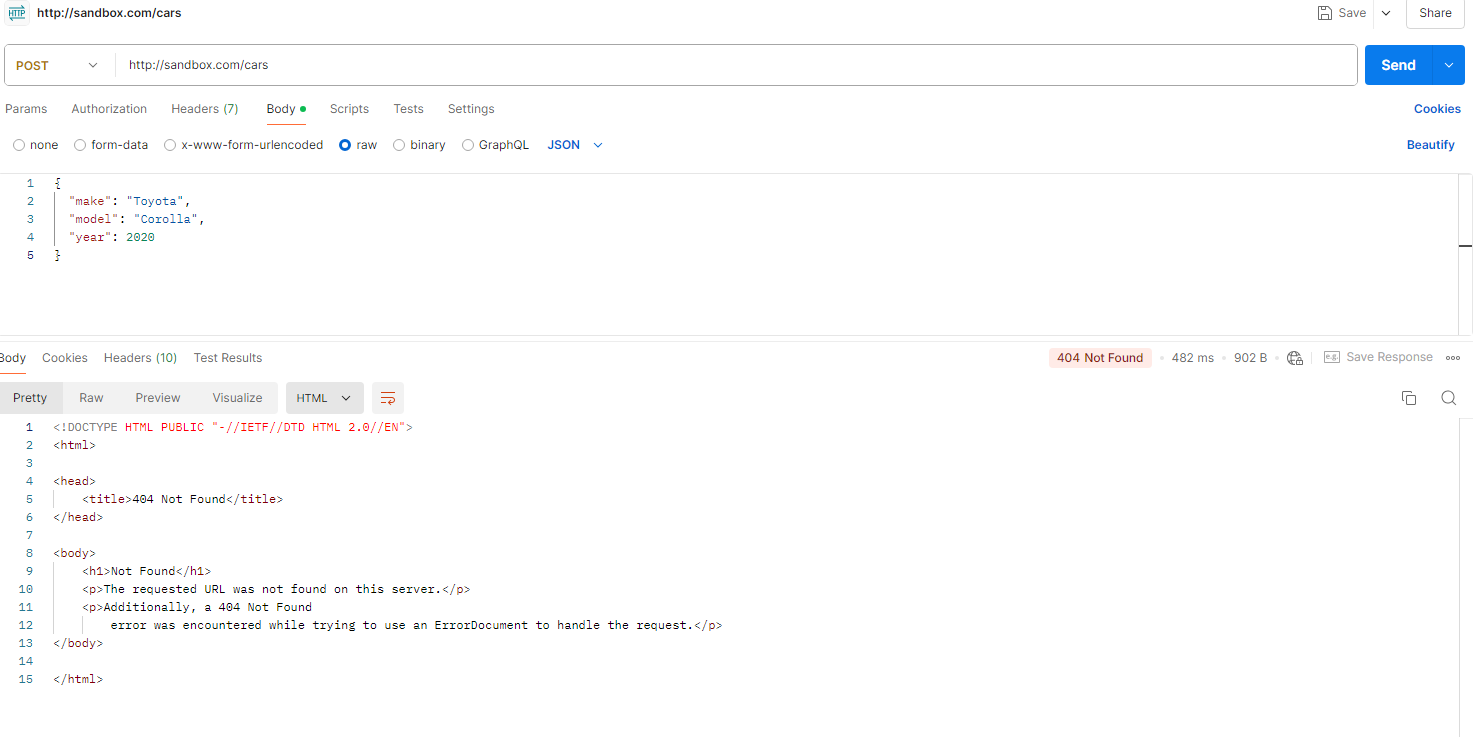 HTTP http://sandbox.com/cars Save Share
POST http://sandbox.com/cars Send
Params Authorization Headers (7) Body Scripts Tests Settings Cookies
none form-data x-www-form-urlencoded raw binary GraphQL JSON Beautify
1 {
2 "make": "Toyota",
3 "model": "Corolla",
4 "year": 2020
5 }
Body Cookies Headers (10) Test Results 404 Not Found 482 ms 902 B e.g. Save Response
Pretty Raw Preview Visualize HTML
1 <!DOCTYPE HTML PUBLIC "-//IETF//DTD HTML 2.0//EN">
2 <html>
3
4 <head>
5 <title>404 Not Found</title>
6 </head>
7
8 <body>
9 <h1>Not Found</h1>
10 <p>The requested URL was not found on this server.</p>
11 <p>Additionally, a 404 Not Found
12 error was encountered while trying to use an ErrorDocument to handle the request.</p>
13 </body>
14
15 </html>